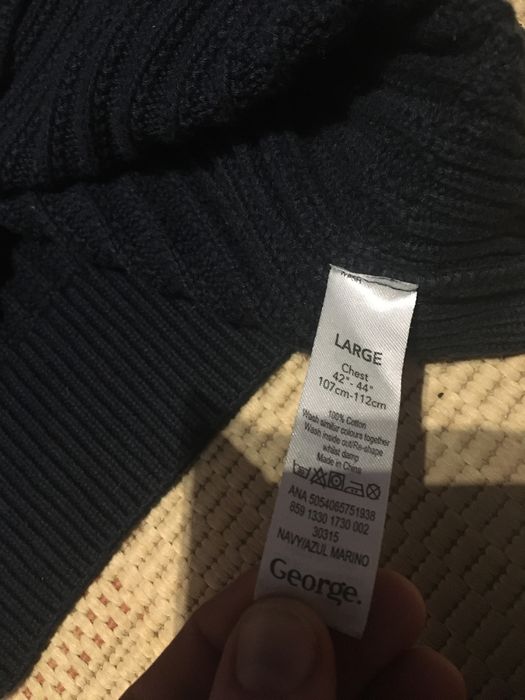 LARGE
Chest
42"- 44"
107cm-112cm
100% Cotton
Wash similar colours together
Wash inside out/Re-shape
whilst damp
Made in China
ANA 5054065751938
859 1330 1730 002
30315
NAVY/AZUL MARINO
George.